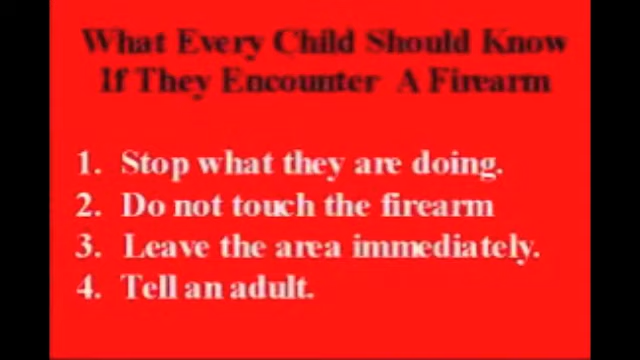 What Every Child Should Know
If They Encounter A Firearm
1. Stop what they are doing.
2. Do not touch the firearm
3. Leave the area immediately.
4. Tell an adult.